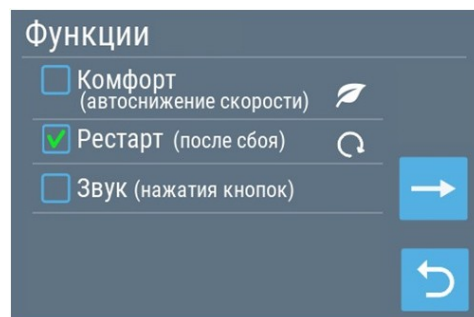 Функции
Комфорт
(автоснижение скорости)
Рестарт (после сбоя)
Звук (нажатия кнопок)